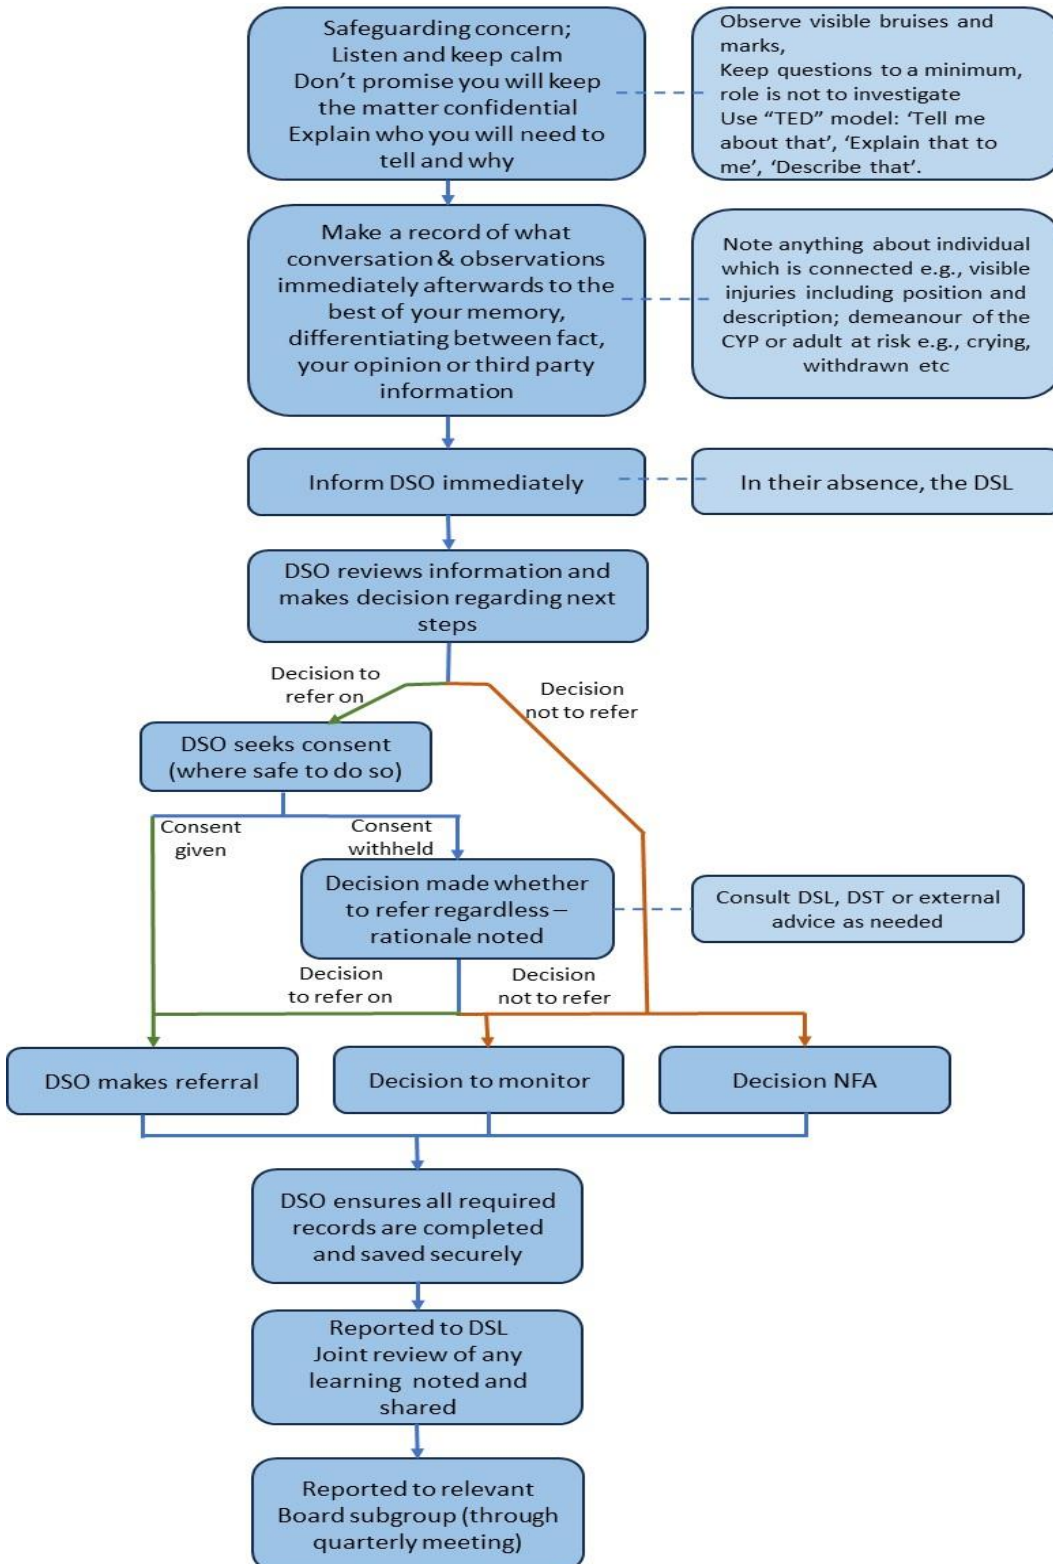 Safeguarding concern;
Listen and keep calm
Don't promise you will keep
the matter confidential
Explain who you will need to
tell and why
Observe visible bruises and
marks,
Keep questions to a minimum,
role is not to investigate
Use “TED” model: ‘Tell me
about that’, ‘Explain that to
me’, ‘Describe that’.
Make a record of what
conversation & observations
immediately afterwards to the
best of your memory,
differentiating between fact,
your opinion or third party
information
Note anything about individual
which is connected e.g., visible
injuries including position and
description; demeanour of the
CYP or adult at risk e.g., crying,
withdrawn etc
Inform DSO immediately
In their absence, the DSL
DSO reviews information and
makes decision regarding next
steps
Decision to
refer on
Decision
not to refer
DSO seeks consent
(where safe to do so)
Consent
given
Consent
withheld
Decision made whether
to refer regardless –
rationale noted
Consult DSL, DST or external
advice as needed
Decision
to refer on
Decision
not to refer
DSO makes referral
Decision to monitor
Decision NFA
DSO ensures all required
records are completed
and saved securely
Reported to DSL
Joint review of any
learning noted and
shared
Reported to relevant
Board subgroup (through
quarterly meeting)